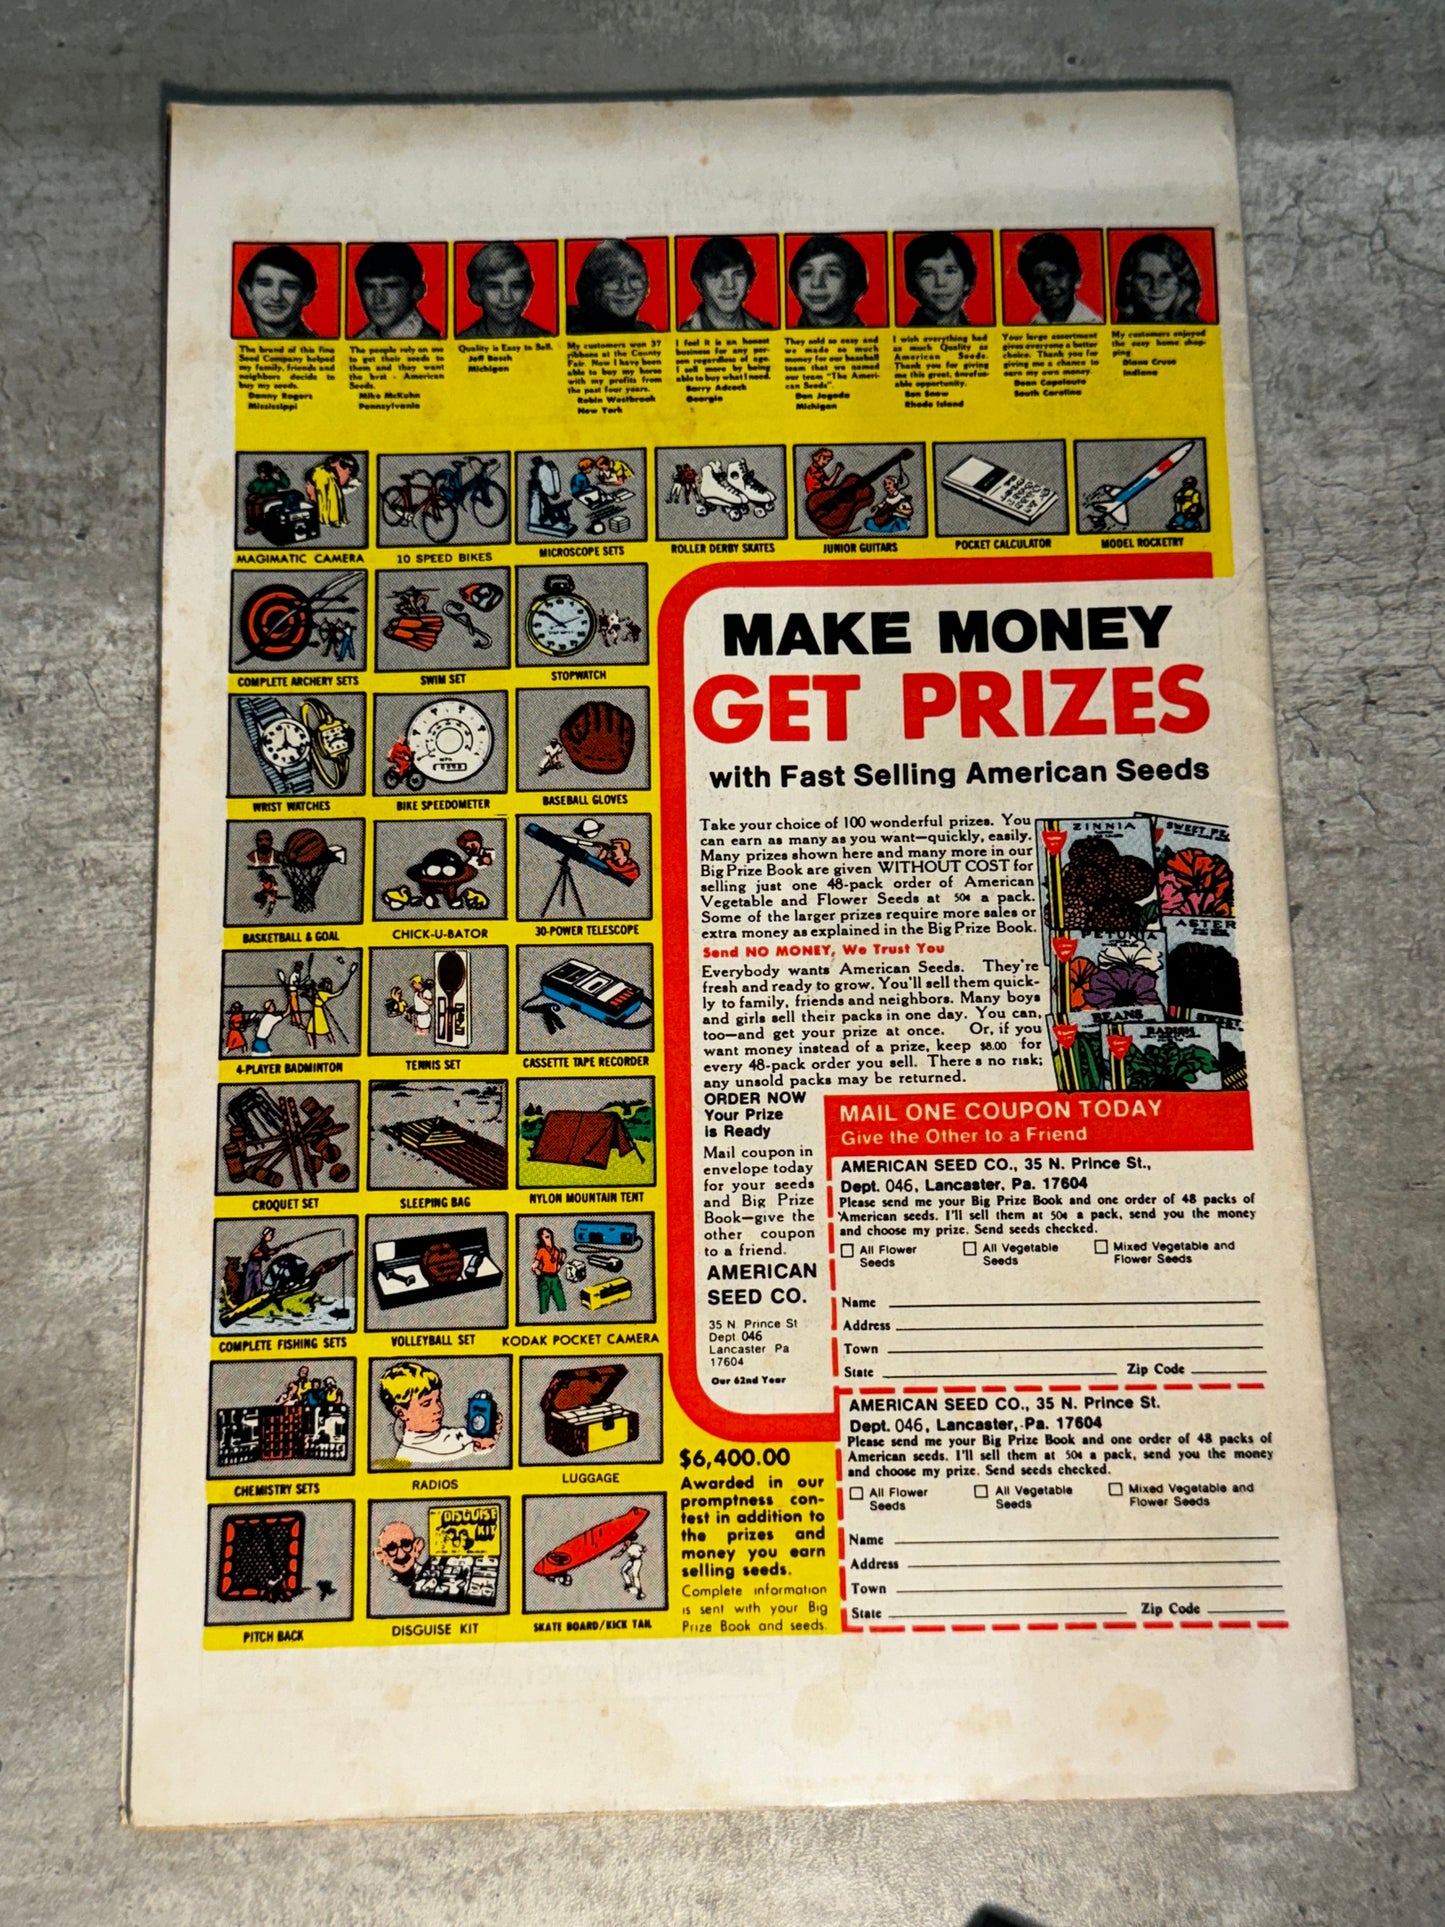 The brand of this fine
Seed Company helped
my family, friends and
neighbors decide to
buy my seeds.
Danny Rogers
Mississippi
The people rely on me
to get their seeds to
them and they want
the best - American
Seeds.
Mike McKuhn
Pennsylvania
Quality is Easy to Sell.
Jeff Bosch
Michigan
My customers won 37
ribbons at the County
Fair. Now I have been
able to buy my horse
with my profits from
the past four years.
Robin Westbrook
New York
I feel it is an honest
business for any per-
son regardless of age.
I sell more by being
able to buy what I need.
Barry Adcock
Georgia
They sold so easy and
we made so much
money for our baseball
team that we named
our team "The Ameri-
can Seeds".
Dan Jagoda
Michigan
I wish everything had
as much Quality as
American Seeds.
Thank you for giving
me this great, unrefus-
able opportunity.
Ron Snow
Rhode Island
Your large assortment
gives everyone a better
choice. Thank you for
giving me a chance to
earn my own money
Dean Capelouto
South Carolina
My customers enjoyed
the easy home shop-
ping.
Diana Cruse
Indiana
MAGIMATIC CAMERA
10 SPEED BIKES
MICROSCOPE SETS
ROLLER DERBY SKATES
JUNIOR GUITARS
POCKET CALCULATOR
MODEL ROCKETRY
COMPLETE ARCHERY SETS
SWIM SET
STOPWATCH
WRIST WATCHES
MPH
BIKE SPEEDOMETER
BASEBALL GLOVES
BASKETBALL & GOAL
CHICK-U-BATOR
30-POWER TELESCOPE
4-PLAYER BADMINTON
TENNIS SET
CASSETTE TAPE RECORDER
CROQUET SET
SLEEPING BAG
NYLON MOUNTAIN TENT
COMPLETE FISHING SETS
VOLLEYBALL SET
KODAK POCKET CAMERA
CHEMISTRY SETS
RADIOS
LUGGAGE
PITCH BACK
DISGUISE
KIT
DISGUISE KIT
SKATE BOARD/KICK TAIL
MAKE MONEY
GET PRIZES
with Fast Selling American Seeds
Take your choice of 100 wonderful prizes. You
can earn as many as you want—quickly, easily.
Many prizes shown here and many more in our
Big Prize Book are given WITHOUT COST for
selling just one 48-pack order of American
Vegetable and Flower Seeds at 50¢ a pack.
Some of the larger prizes require more sales or
extra money as explained in the Big Prize Book.
Send NO MONEY, We Trust You
Everybody wants American Seeds. They're
fresh and ready to grow. You'll sell them quick-
ly to family, friends and neighbors. Many boys
and girls sell their packs in one day. You can,
too—and get your prize at once. Or, if you
want money instead of a prize, keep $8.00 for
every 48-pack order you sell. There s no risk;
any unsold packs may be returned.
ZINNIA
SWEET PE
ASTER
PETUNIA
BEANS
RADISH
SWEET
ORDER NOW
Your Prize
is Ready
Mail coupon in
envelope today
for your seeds
and Big Prize
Book—give the
other coupon
to a friend.
AMERICAN
SEED CO.
35 N. Prince St
Dept 046
Lancaster Pa
17604
Our 62nd Year
$6,400.00
Awarded in our
promptness con-
test in addition to
the prizes and
money you earn
selling seeds.
Complete information
is sent with your Big
Prize Book and seeds.
MAIL ONE COUPON TODAY
Give the Other to a Friend
AMERICAN SEED CO., 35 N. Prince St.,
Dept. 046, Lancaster, Pa. 17604
Please send me your Big Prize Book and one order of 48 packs of
American seeds. I'll sell them at 50¢ a pack, send you the money
and choose my prize. Send seeds checked.
All Flower
Seeds
All Vegetable
Seeds
Mixed Vegetable and
Flower Seeds
Name
Address
Town
State Zip Code
AMERICAN SEED CO., 35 N. Prince St.
Dept. 046, Lancaster, Pa. 17604
Please send me your Big Prize Book and one order of 48 packs of
American seeds. I'll sell them at 50¢ a pack, send you the money
and choose my prize. Send seeds checked.
All Flower
Seeds
All Vegetable
Seeds
Mixed Vegetable and
Flower Seeds
Name
Address
Town
State Zip Code